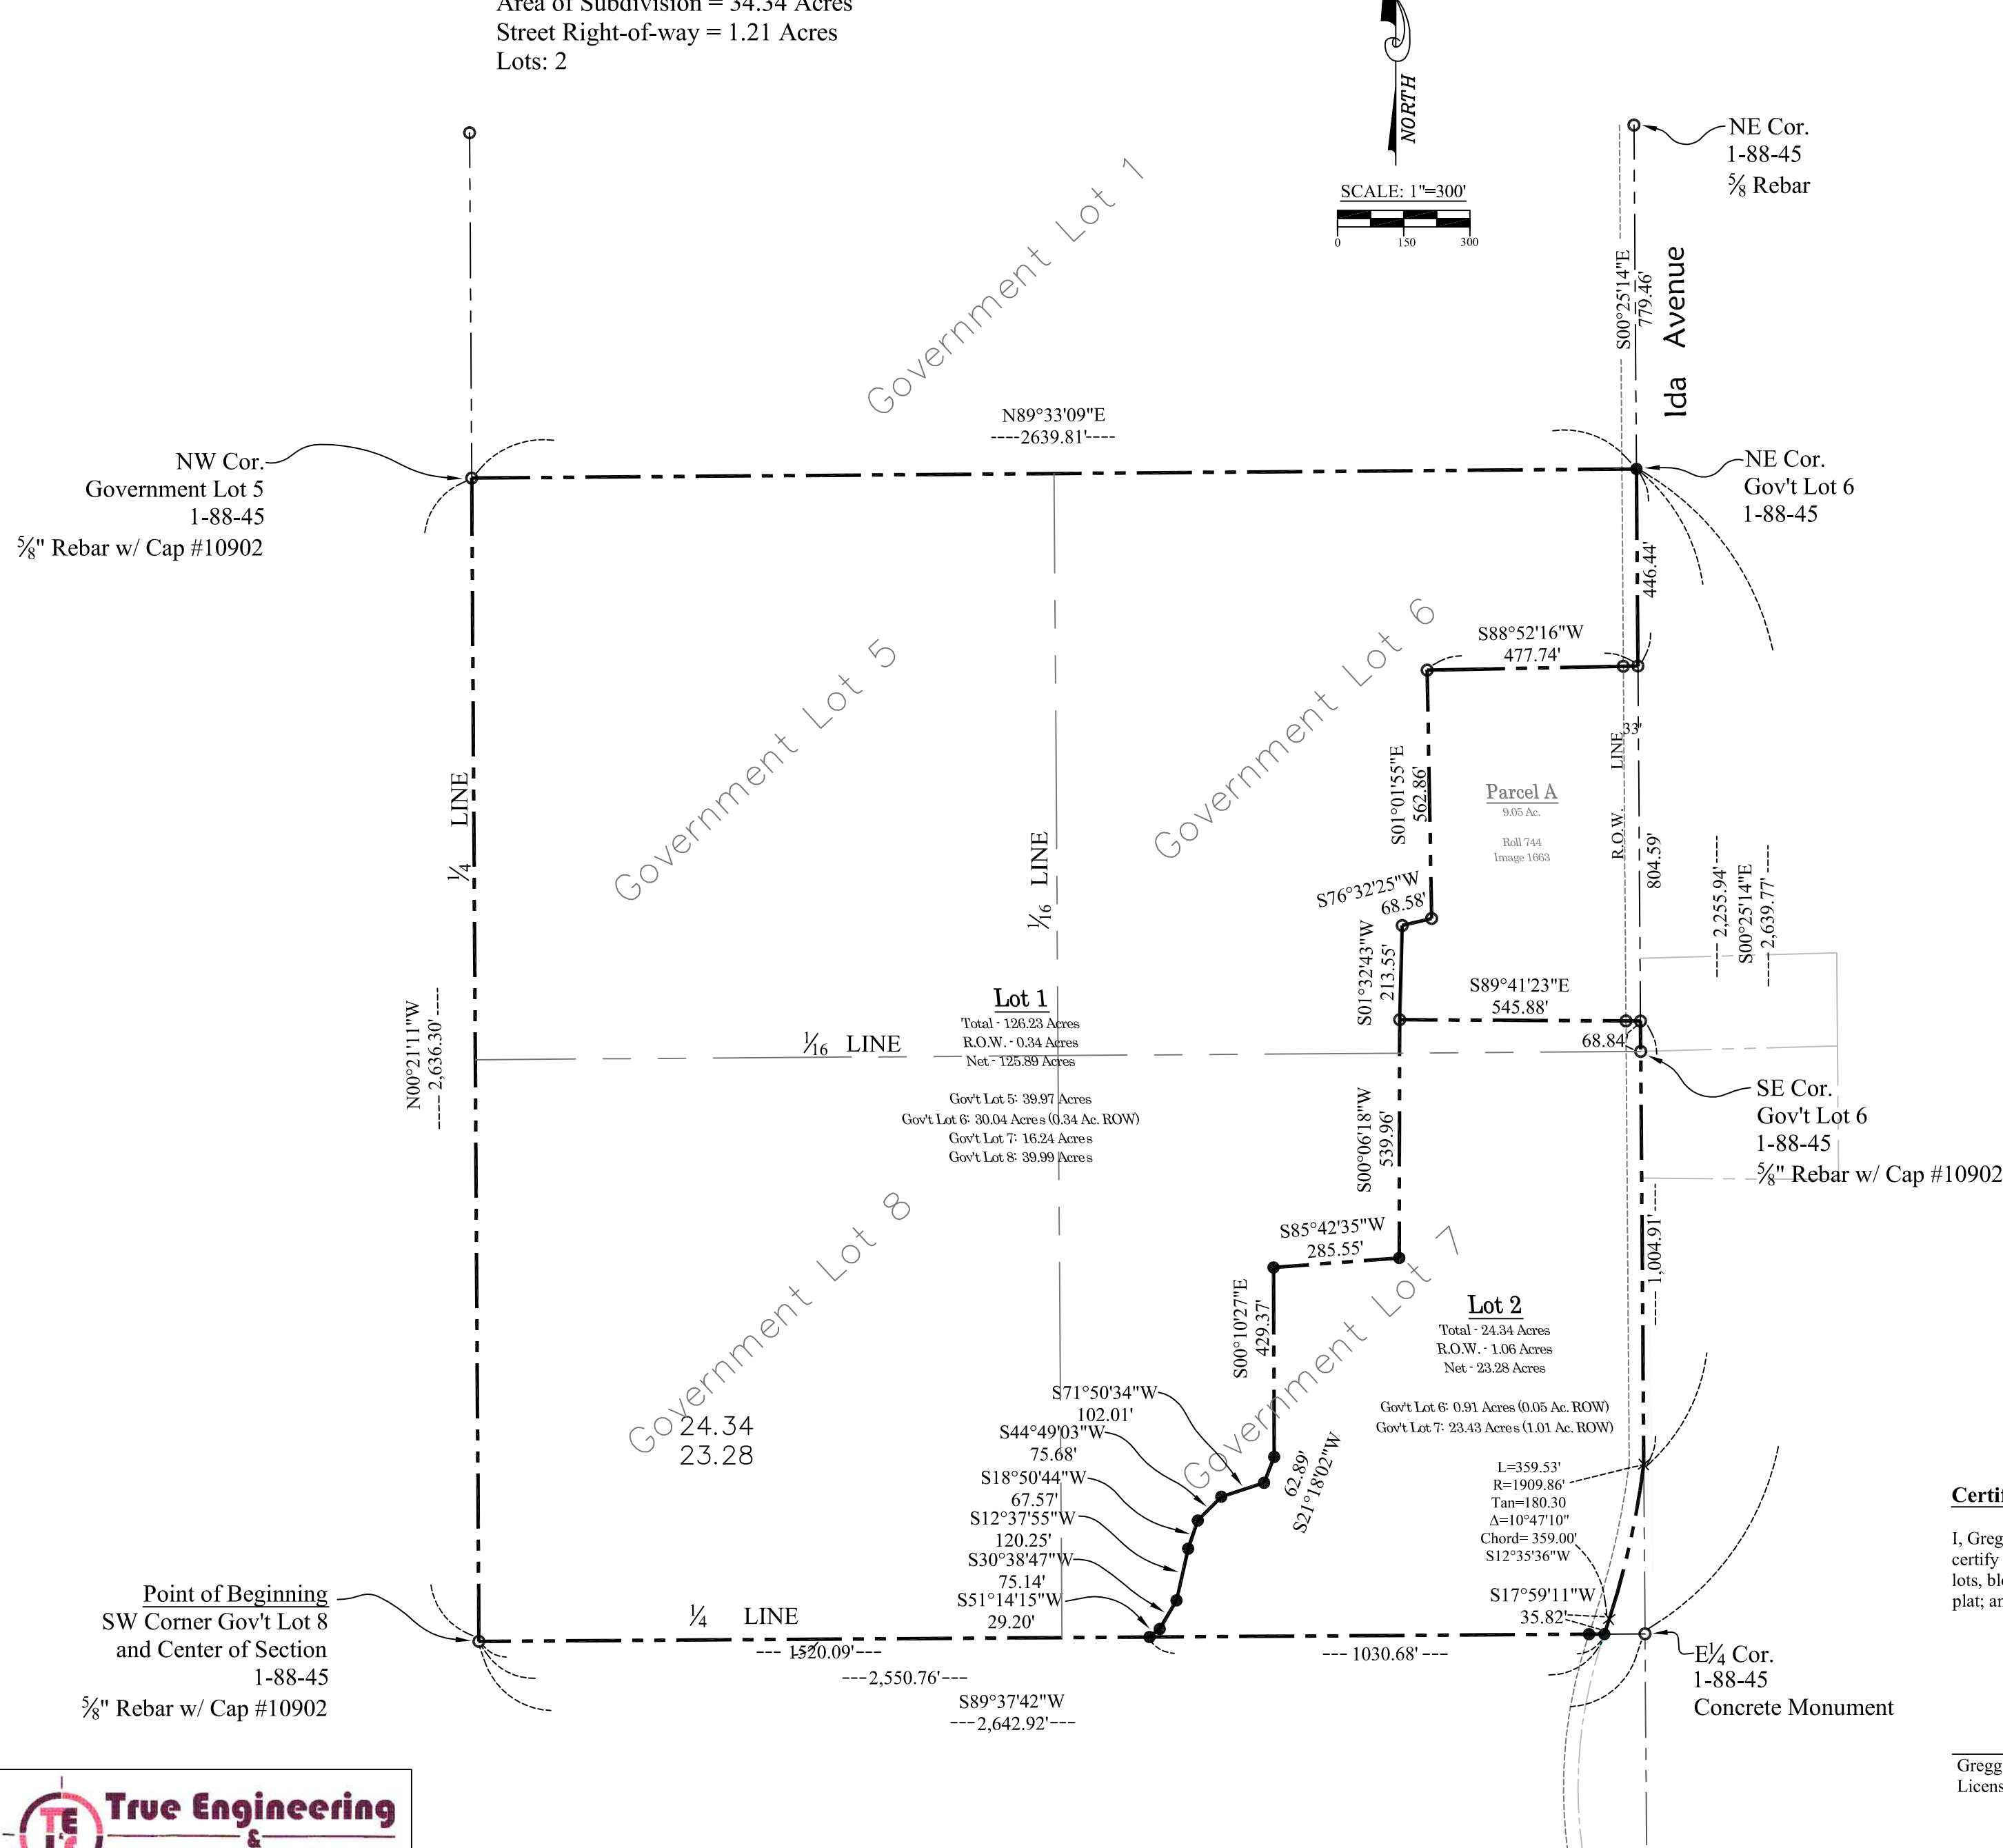 Area of Subdivision = 34.34 Acres
Street Right-of-way = 1.21 Acres
Lots: 2
NORTH
SCALE: 1"=300'
0 150 300
NE Cor.
1-88-45
⅝ Rebar
Government Lot 1
S00°25'14"E
779.46'
Ida Avenue
N89°33'09"E
----2639.81'----
NW Cor.
Government Lot 5
1-88-45
⅝" Rebar w/ Cap #10902
NE Cor.
Gov't Lot 6
1-88-45
446.44'
S88°52'16"W
477.74'
Government Lot 5
Government Lot 6
33'
R.O.W. LINE
S01°01'55"E
562.86'
Parcel A
9.05 Ac.
Roll 744
Image 1663
¼ LINE
1/16 LINE
804.59'
S76°32'25"W
68.58'
---- 2,255.94'----
S00°25'14"E
---- 2,639.77'----
S01°32'43"W
213.55'
S89°41'23"E
545.88'
68.84'
N00°21'11"W
---- 2,636.30'----
1/16 LINE
Lot 1
Total - 126.23 Acres
R.O.W. - 0.34 Acres
Net - 125.89 Acres
Gov't Lot 5: 39.97 Acres
Gov't Lot 6: 30.04 Acres (0.34 Ac. ROW)
Gov't Lot 7: 16.24 Acres
Gov't Lot 8: 39.99 Acres
SE Cor.
Gov't Lot 6
1-88-45
⅝" Rebar w/ Cap #10902
S00°06'18"W
539.96'
S85°42'35"W
285.55'
Government Lot 8
Government Lot 7
---- 1,004.91'----
S00°10'27"E
429.37'
Lot 2
Total - 24.34 Acres
R.O.W. - 1.06 Acres
Net - 23.28 Acres
Gov't Lot 6: 0.91 Acres (0.05 Ac. ROW)
Gov't Lot 7: 23.43 Acres (1.01 Ac. ROW)
24.34
23.28
S71°50'34"W
102.01'
S44°49'03"W
75.68'
S18°50'44"W
67.57'
S12°37'55"W
120.25'
S30°38'47"W
75.14'
S51°14'15"W
29.20'
62.89'
S21°18'02"W
L=359.53'
R=1909.86'
Tan=180.30
Δ=10°47'10"
Chord= 359.00'
S12°35'36"W
S17°59'11"W
35.82'
Certif
I, Greg
certify
lots, blo
plat; an
Point of Beginning
SW Corner Gov't Lot 8
and Center of Section
1-88-45
⅝" Rebar w/ Cap #10902
¼ LINE
--- 1520.09'---
---2,550.76'---
S89°37'42"W
---2,642.92'---
--- 1030.68' ---
E¼ Cor.
1-88-45
Concrete Monument
Gregg
Licens
True Engineering
&